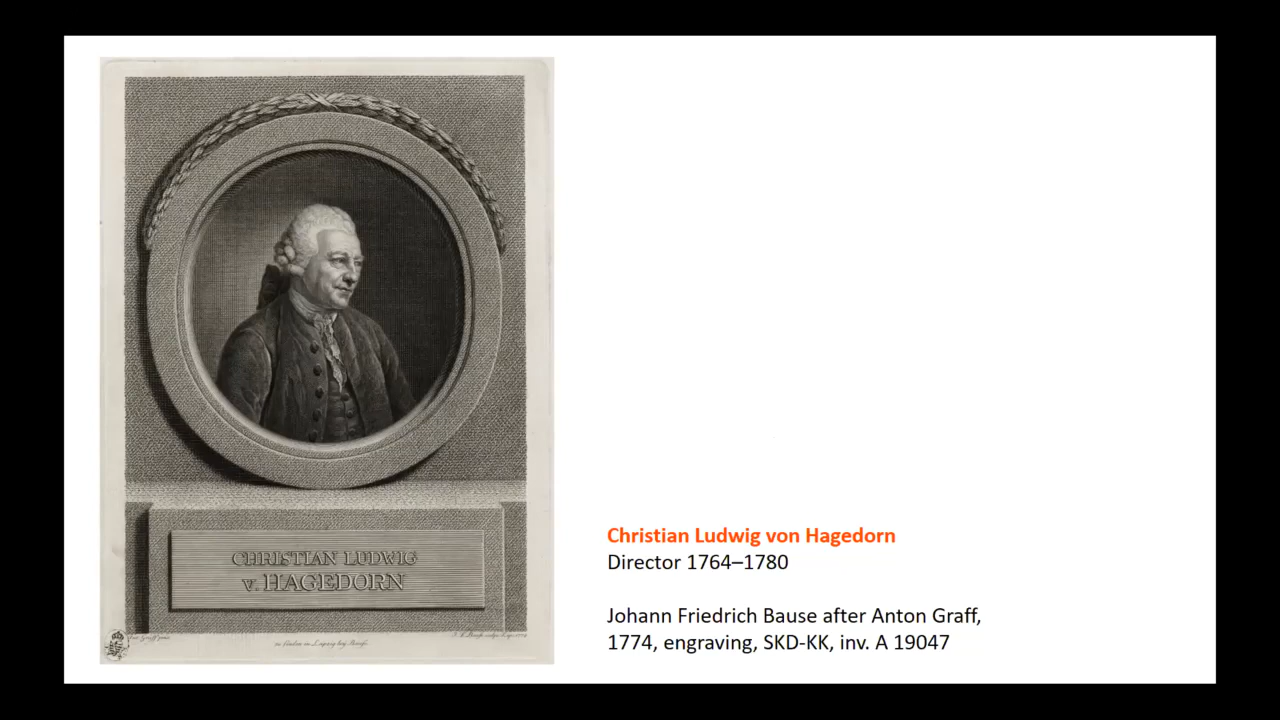 CHRISTIAN LUDWIG
v. HAGEDORN
Christian Ludwig von Hagedorn
Director 1764–1780
Johann Friedrich Bause after Anton Graff,
1774, engraving, SKD-KK, inv. A 19047